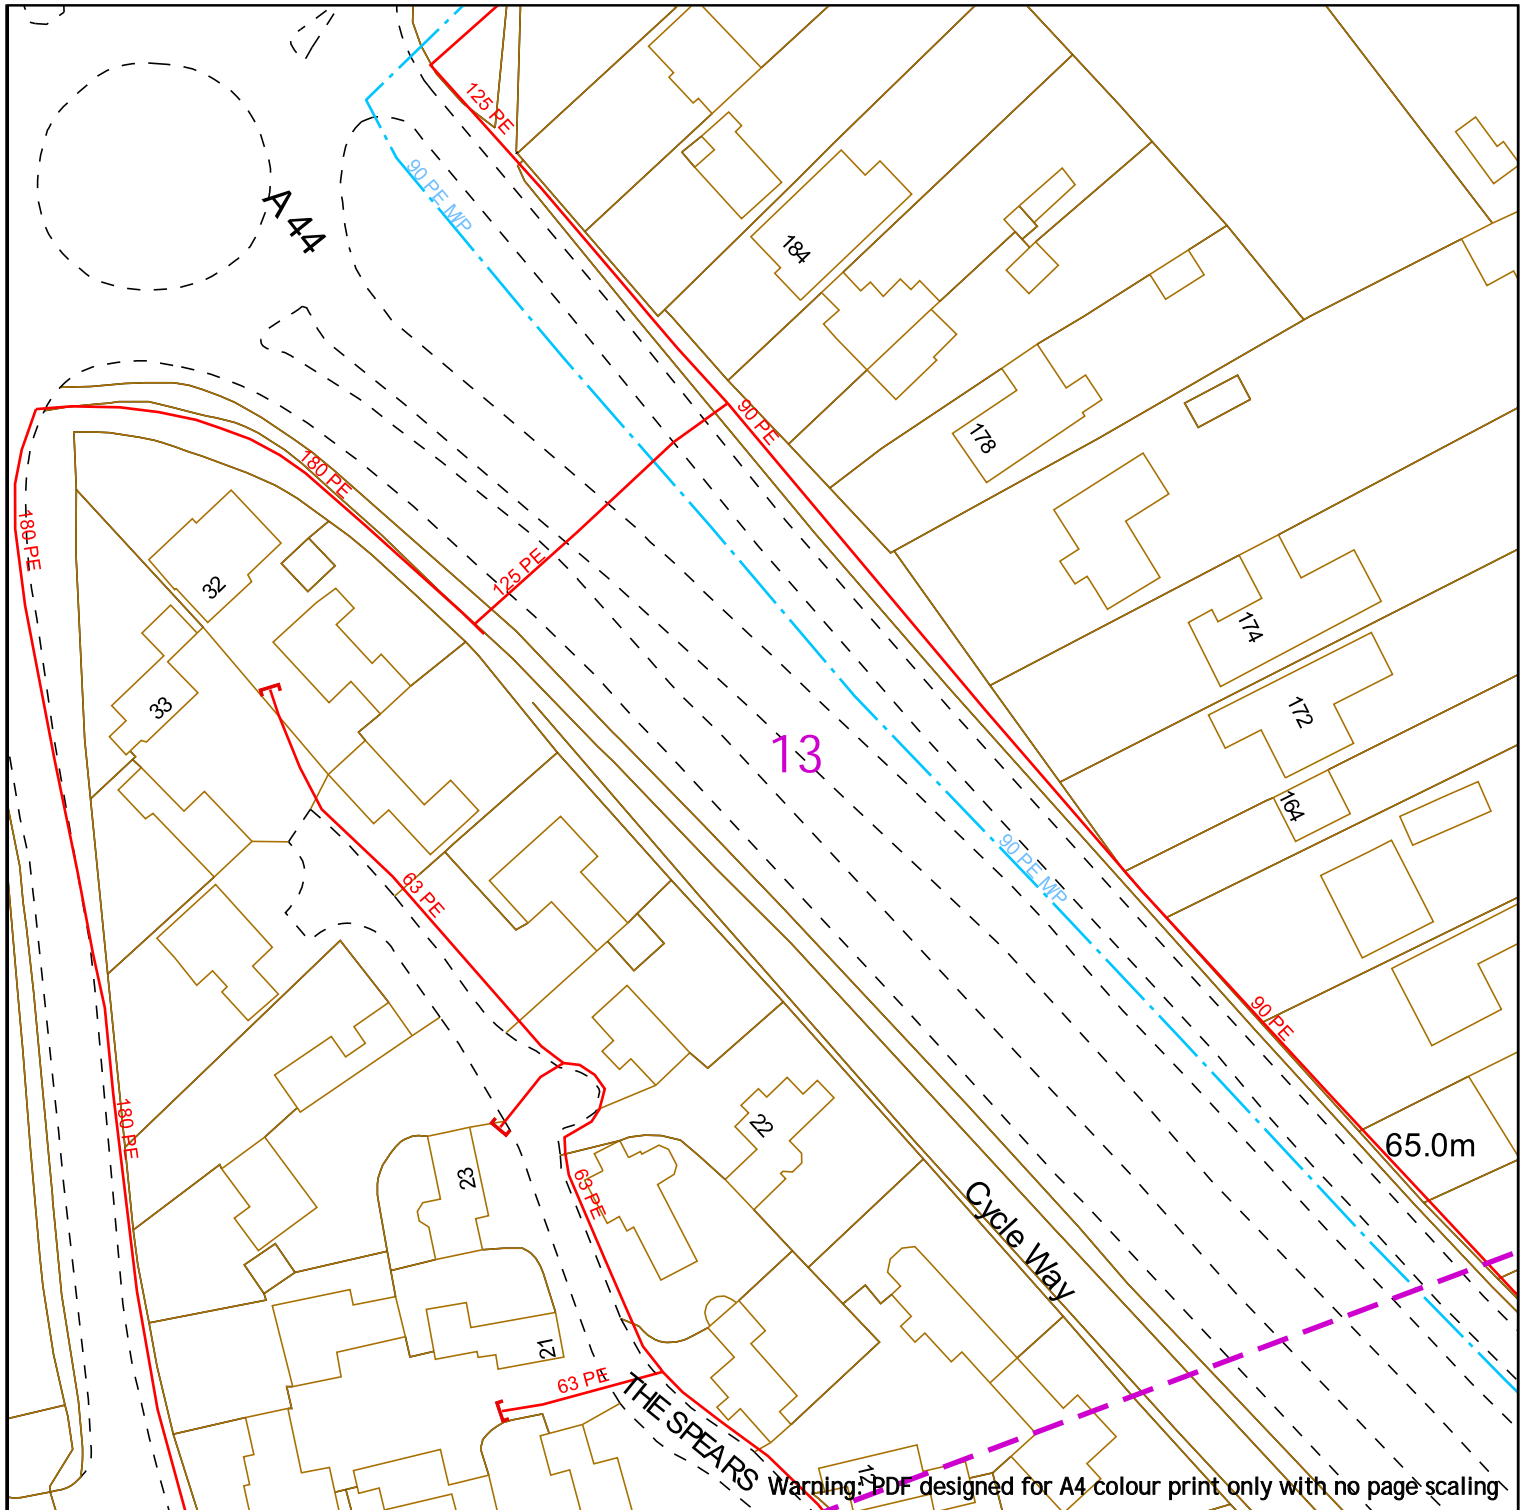 125 PE
90 PE MP
A 44
184
90 PE
178
180 PE
180 PE
125 PE
32
174
33
172
13
164
90 PE MP
63 PE
90 PE
180 PE
22
65.0m
23
63 PE
Cycle Way
21
63 PE
THE SPEARS
Warning: PDF designed for A4 colour print only with no page scaling